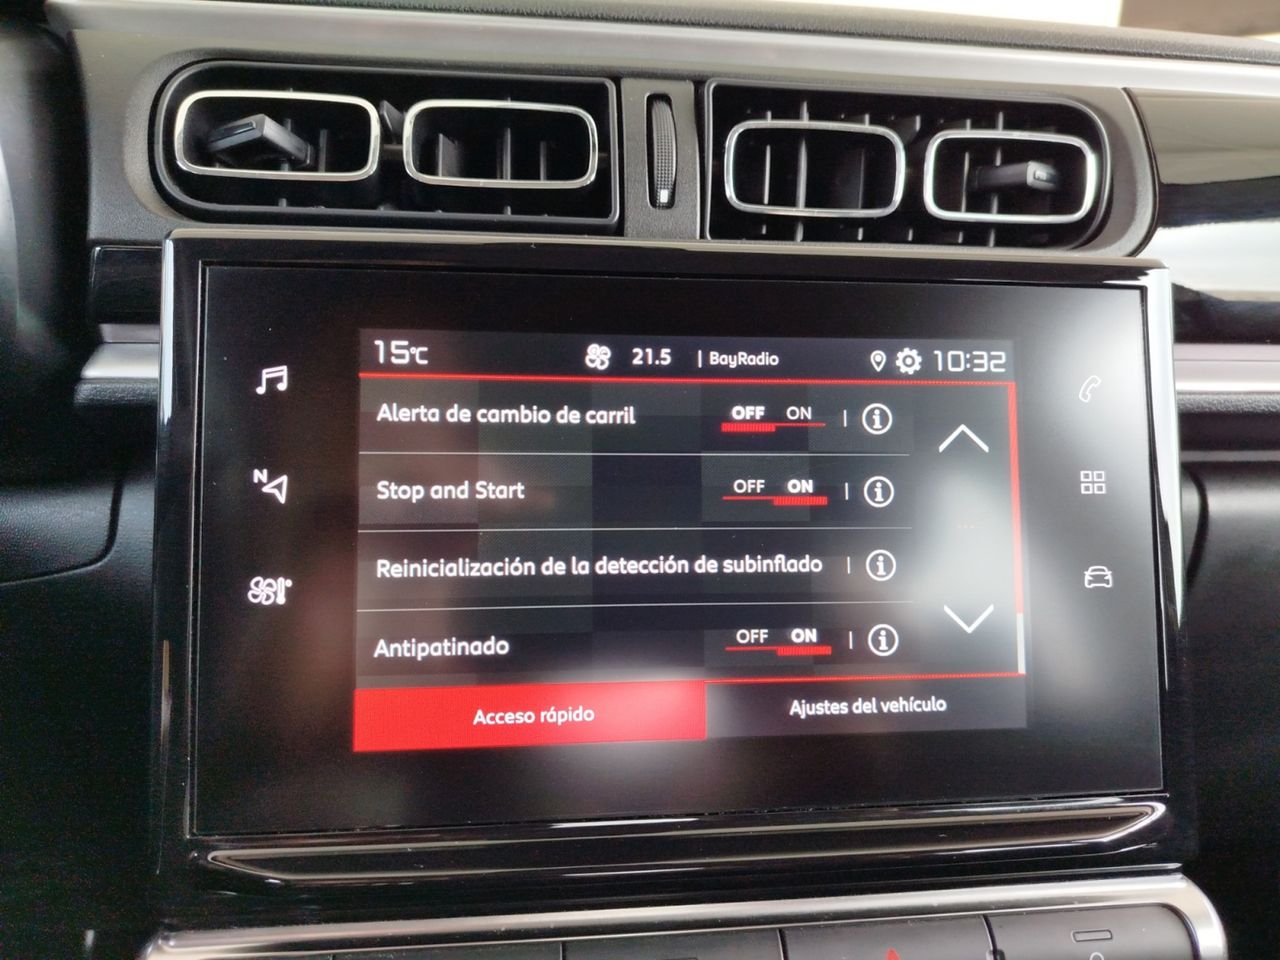 15°C 21.5 | BayRadio 10:32
Alerta de cambio de carril OFF ON
N
Stop and Start OFF ON
Reinicialización de la detección de subinflado
Antipatinado OFF ON
Acceso rápido Ajustes del vehículo